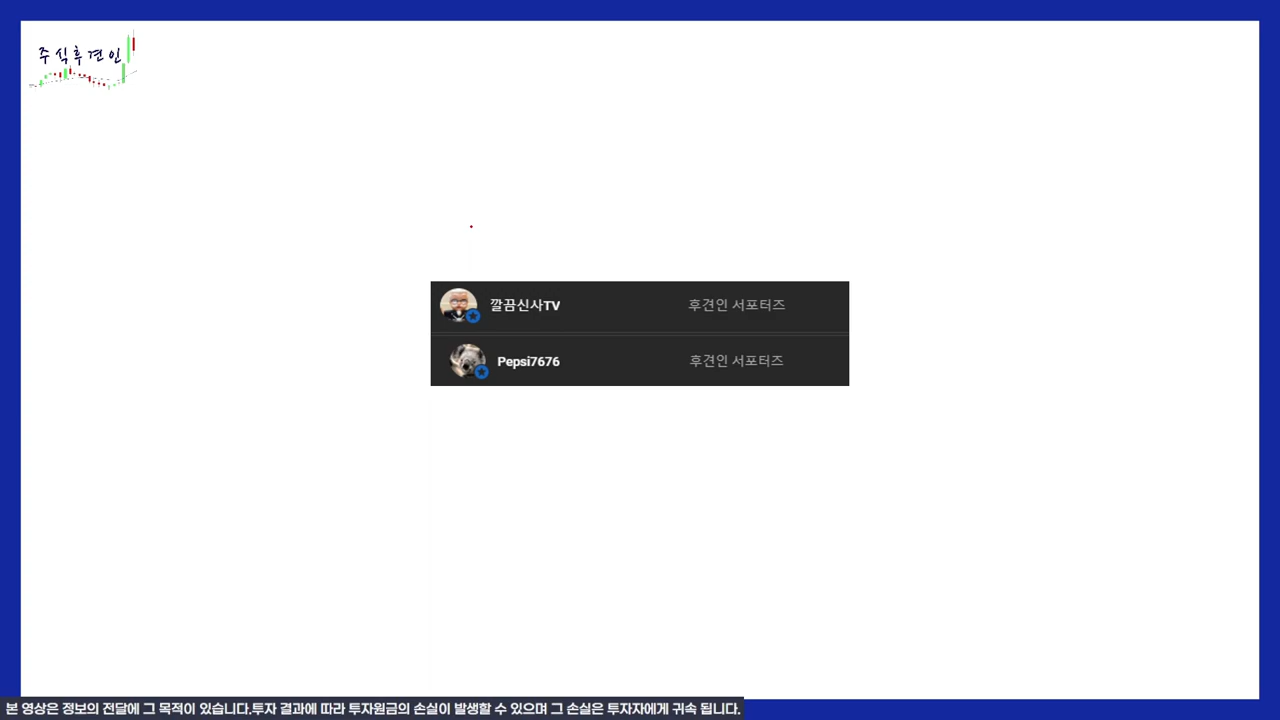 주식후견인
깔끔신사TV 후견인 서포터즈
Pepsi7676 후견인 서포터즈
본 영상은 정보의 전달에 그 목적이 있습니다.투자 결과에 따라 투자원금의 손실이 발생할 수 있으며 그 손실은 투자자에게 귀속 됩니다.